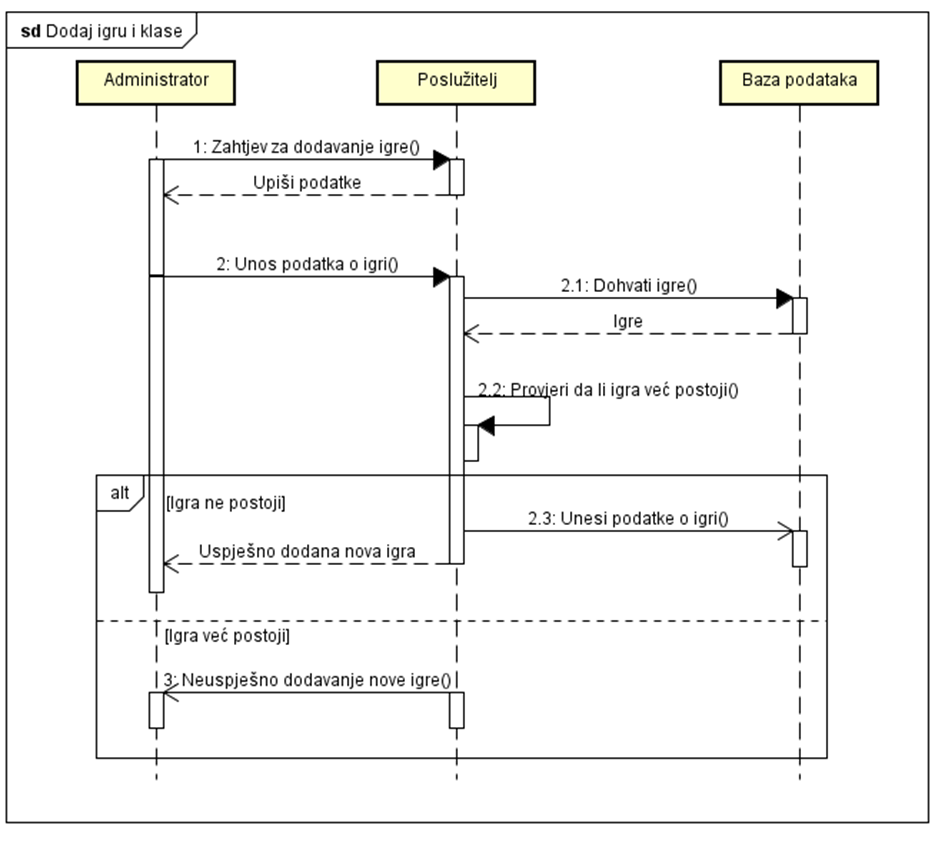 sd Dodaj igru i klase
Administrator
Poslužitelj
Baza podataka
1: Zahtjev za dodavanje igre()
Upiši podatke
2: Unos podatka o igri()
2.1: Dohvati igre()
Igre
2.2: Provjeri da li igra već postoji()
alt
[Igra ne postoji]
2.3: Unesi podatke o igri()
Uspješno dodana nova igra
[Igra već postoji]
3: Neuspješno dodavanje nove igre()